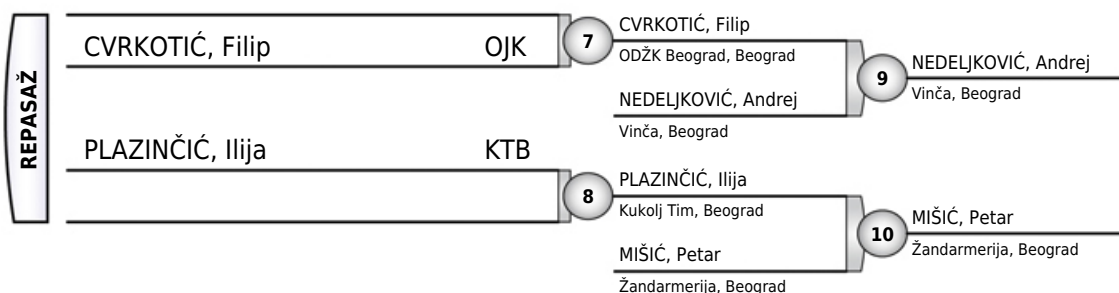 REPASAŽ
CVRKOTIĆ, Filip OJK
7
CVRKOTIĆ, Filip
ODŽK Beograd, Beograd
NEDELJKOVIĆ, Andrej
Vinča, Beograd
9
NEDELJKOVIĆ, Andrej
Vinča, Beograd
PLAZINČIĆ, Ilija KTB
8
PLAZINČIĆ, Ilija
Kukolj Tim, Beograd
MIŠIĆ, Petar
Žandarmerija, Beograd
10
MIŠIĆ, Petar
Žandarmerija, Beograd